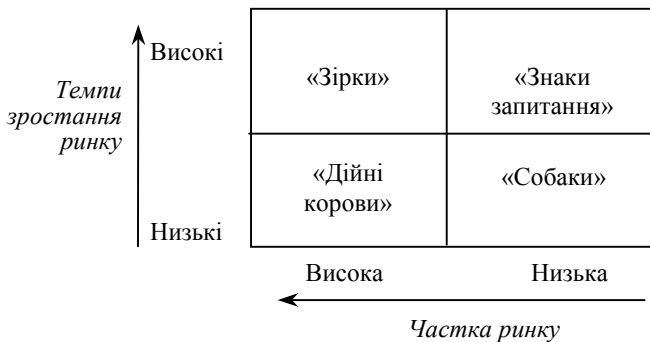 Високі
Темпи
зростання
ринку
Низькі
«Зірки»
«Знаки
запитання»
«Дійні
корови»
«Собаки»
Висока
Низька
Частка ринку